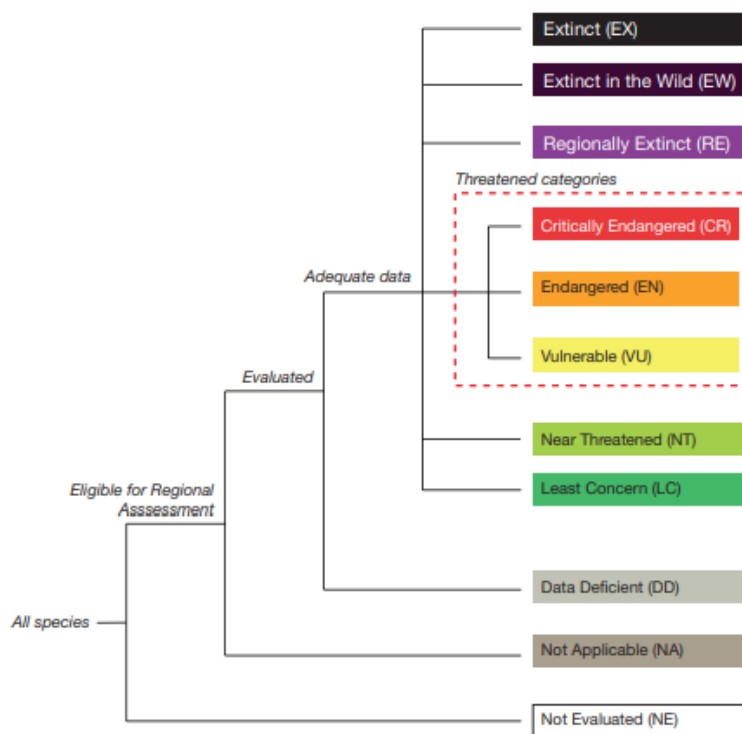 Extinct (EX)
Extinct in the Wild (EW)
Regionally Extinct (RE)
Threatened categories
Critically Endangered (CR)
Adequate data
Endangered (EN)
Vulnerable (VU)
Evaluated
Near Threatened (NT)
Eligible for Regional
Asssessment
Least Concern (LC)
Data Deficient (DD)
All species
Not Applicable (NA)
Not Evaluated (NE)